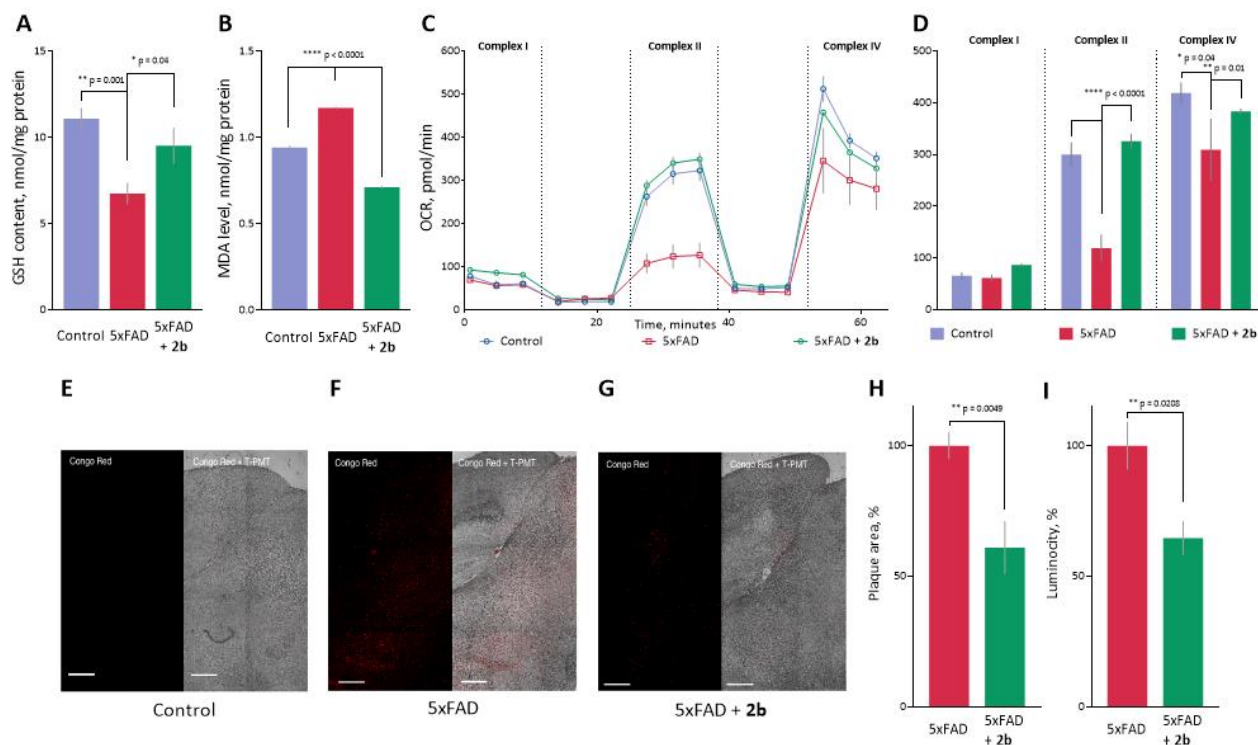 A
GSH content, nmol/mg protein
15
10
5
0
** p = 0.001
* p = 0.04
Control
5xFAD
5xFAD
+ 2b
B
MDA level, nmol/mg protein
1.5
1.0
0.5
0.0
**** p < 0.0001
Control
5xFAD
5xFAD
+ 2b
C
OCR, pmol/min
600
500
400
300
200
100
0
Complex I
Complex II
Complex IV
0
20
40
60
Time, minutes
Control
5xFAD
5xFAD + 2b
D
500
400
300
200
100
0
Complex I
Complex II
Complex IV
**** p < 0.0001
* p = 0.04
** p = 0.01
Control
5xFAD
5xFAD + 2b
E
Congo Red
Congo Red + T-PMT
Control
F
Congo Red
Congo Red + T-PMT
5xFAD
G
Congo Red
Congo Red + T-PMT
5xFAD + 2b
H
Plaque area, %
100
50
0
** p = 0.0049
5xFAD
5xFAD
+ 2b
I
Luminocity, %
100
50
0
** p = 0.0208
5xFAD
5xFAD
+ 2b